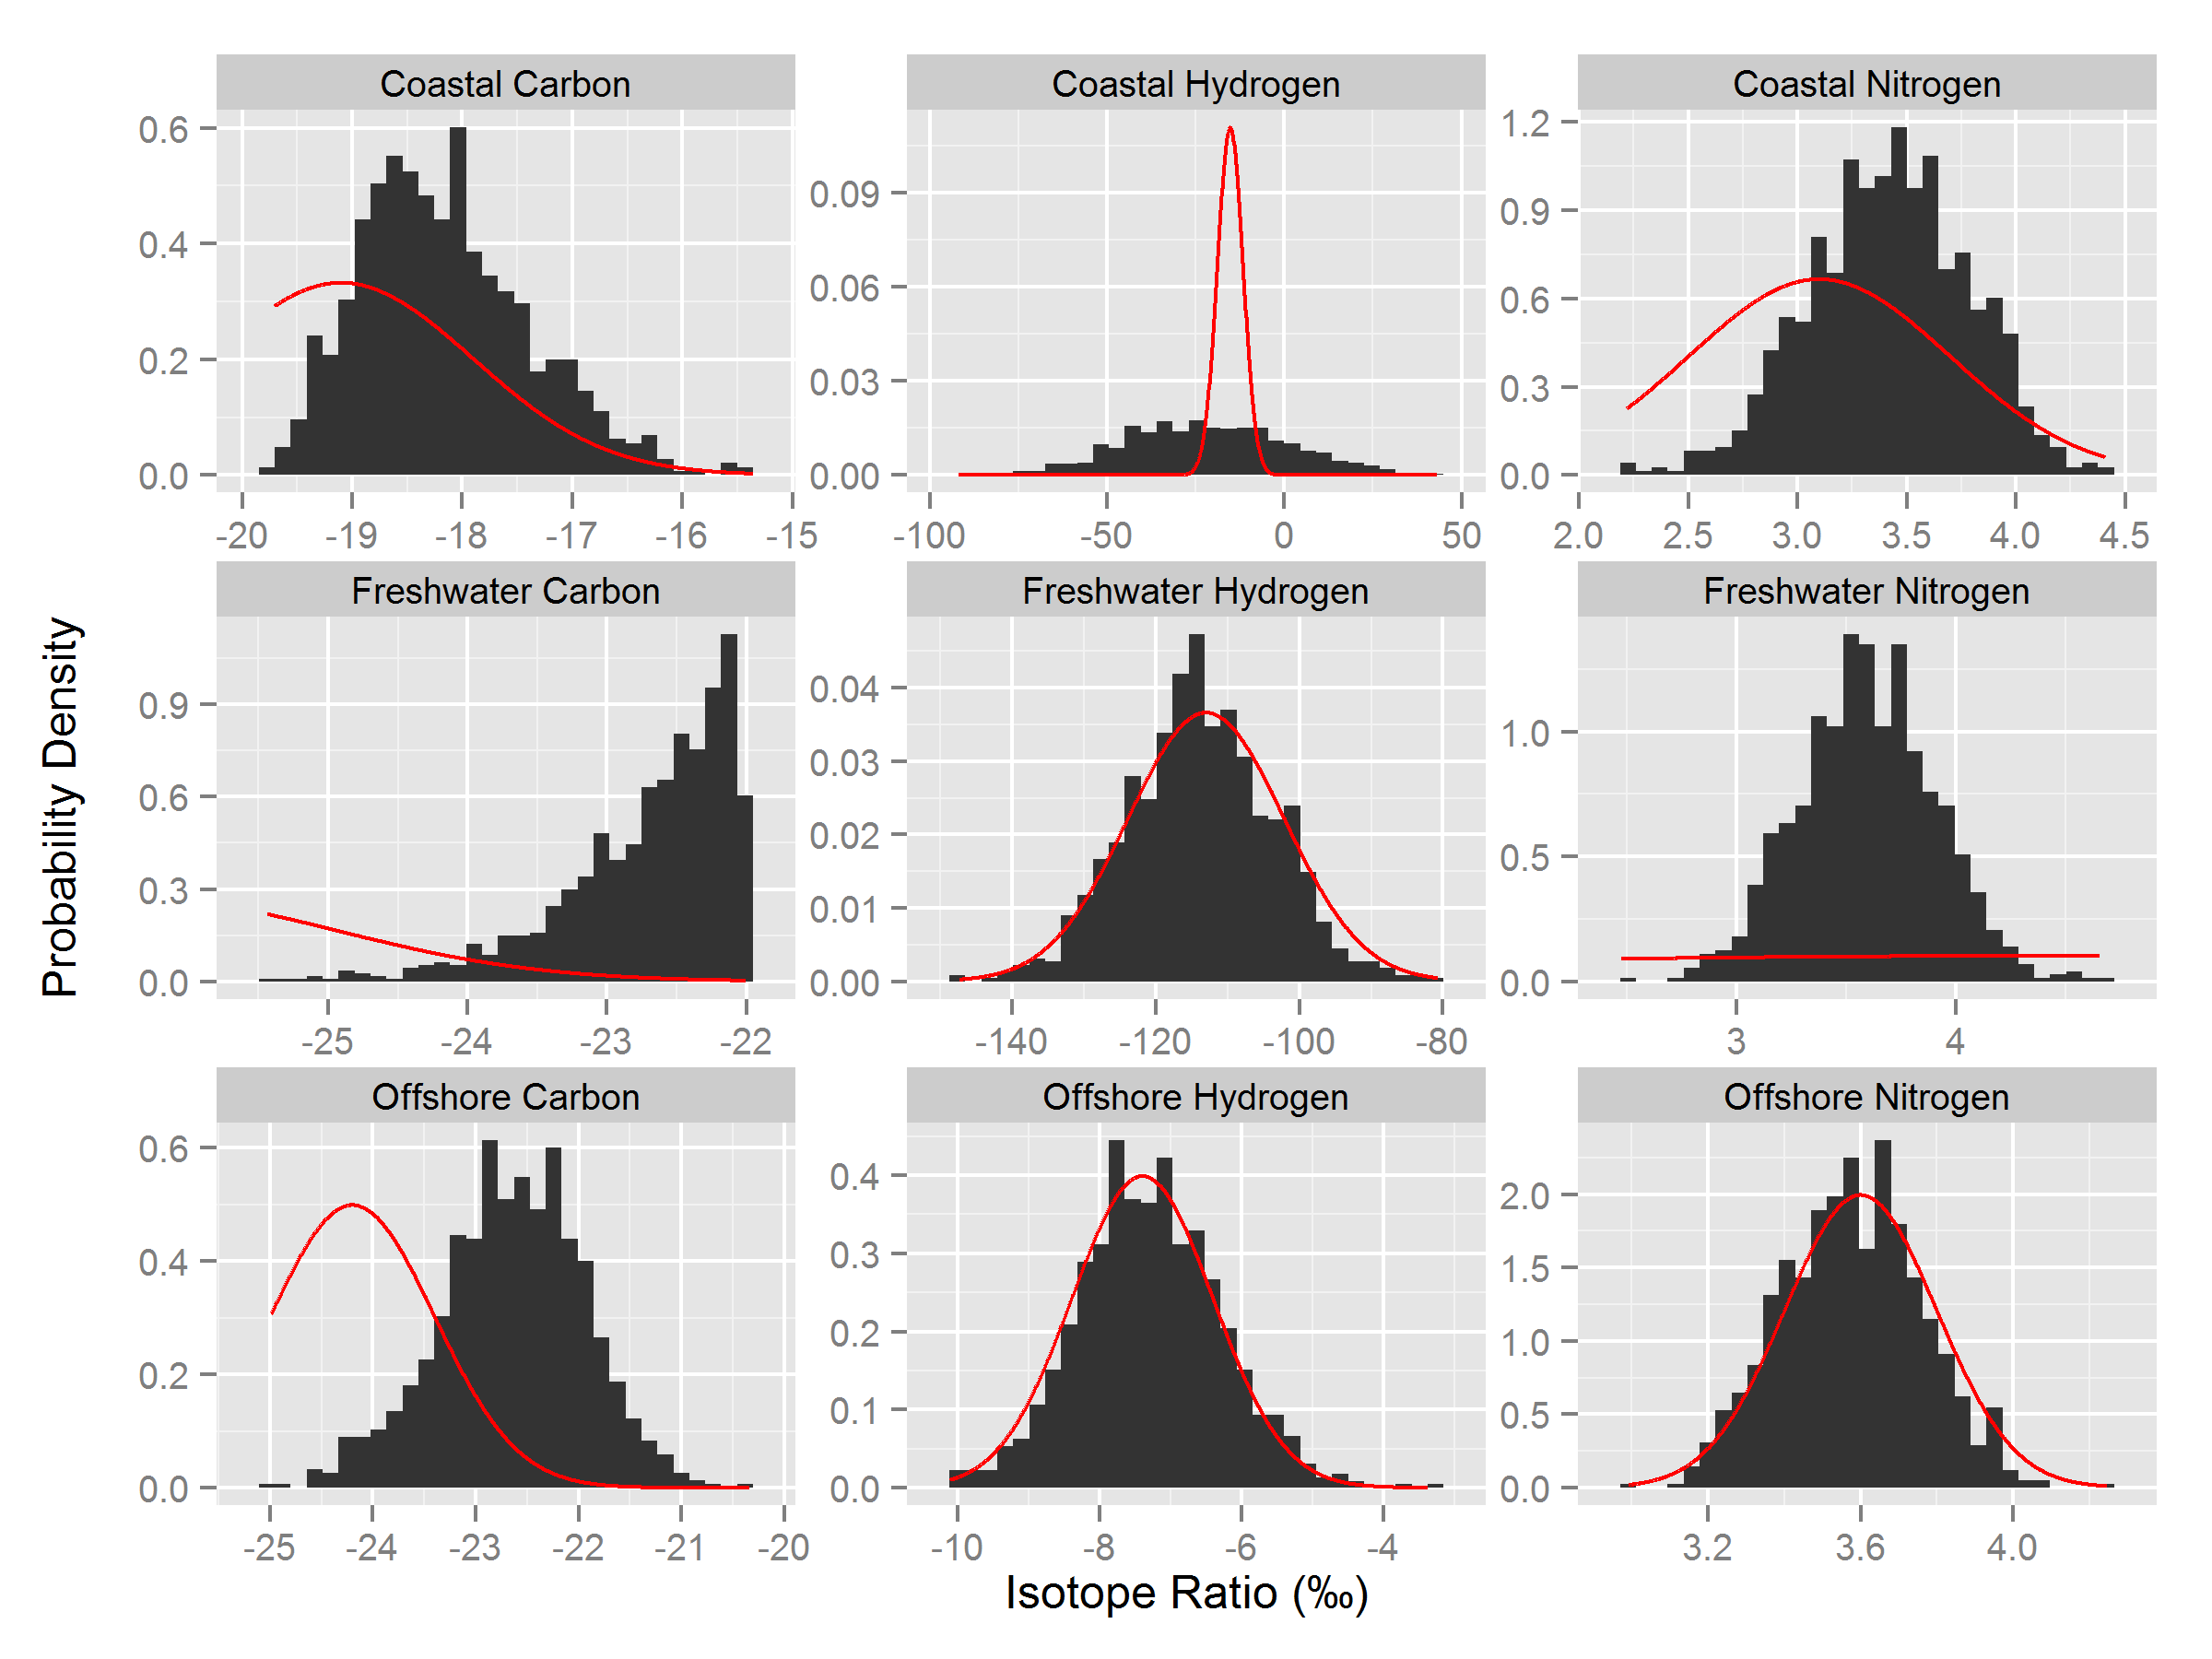 Coastal Carbon
Coastal Hydrogen
Coastal Nitrogen
0.6
0.4
0.2
0.0
-20 -19 -18 -17 -16 -15
0.09
0.06
0.03
0.00
-100 -50 0 50
1.2
0.9
0.6
0.3
0.0
2.0 2.5 3.0 3.5 4.0 4.5
Freshwater Carbon
Freshwater Hydrogen
Freshwater Nitrogen
Probability Density
0.9
0.6
0.3
0.0
-25 -24 -23 -22
0.04
0.03
0.02
0.01
0.00
-140 -120 -100 -80
1.0
0.5
0.0
3 4
Offshore Carbon
Offshore Hydrogen
Offshore Nitrogen
0.6
0.4
0.2
0.0
-25 -24 -23 -22 -21 -20
0.4
0.3
0.2
0.1
0.0
-10 -8 -6 -4
2.0
1.5
1.0
0.5
0.0
3.2 3.6 4.0
Isotope Ratio (‰)